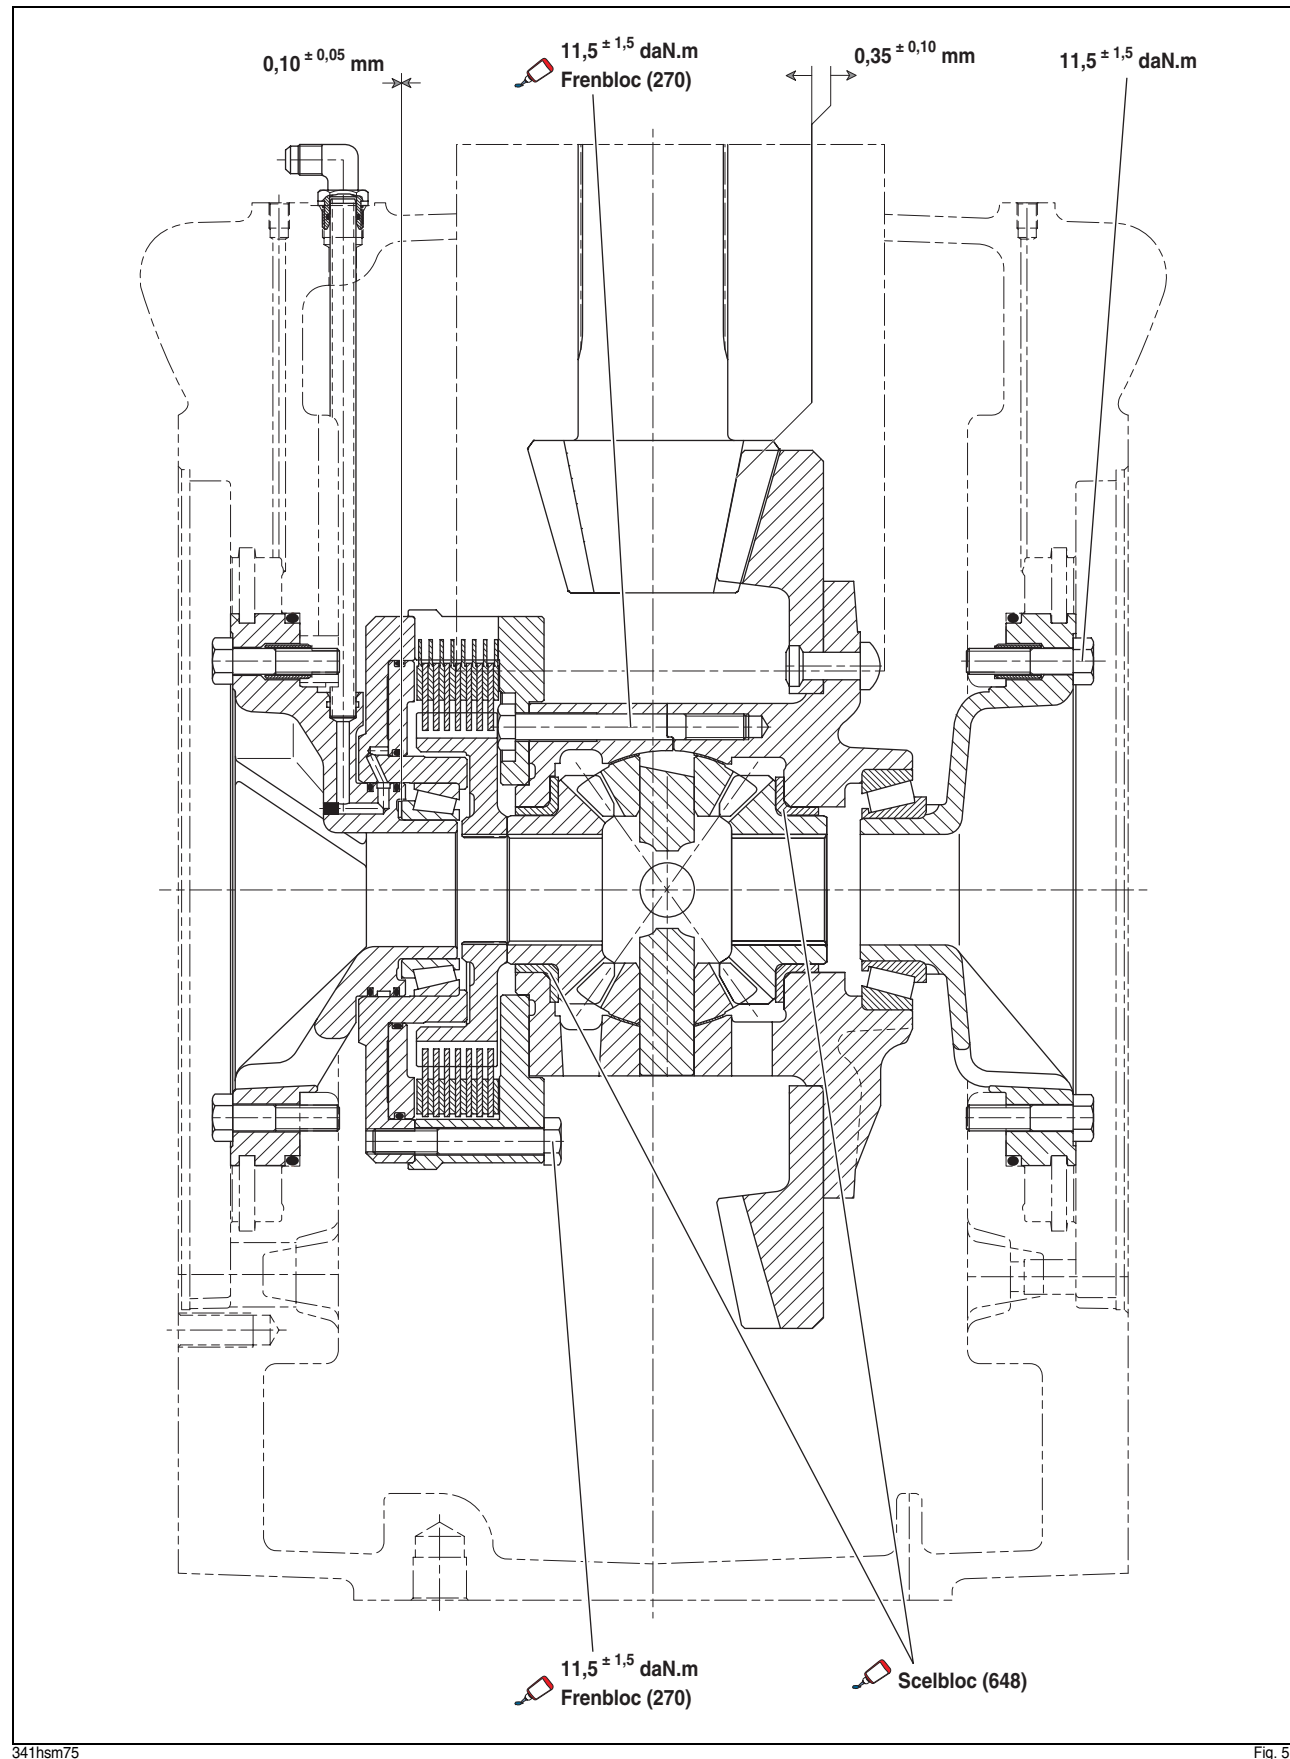 0,10 ± 0,05 mm
11,5 ± 1,5 daN.m
Frenbloc (270)
0,35 ± 0,10 mm
11,5 ± 1,5 daN.m
11,5 ± 1,5 daN.m
Frenbloc (270)
Scelbloc (648)
341hsm75
Fig. 5